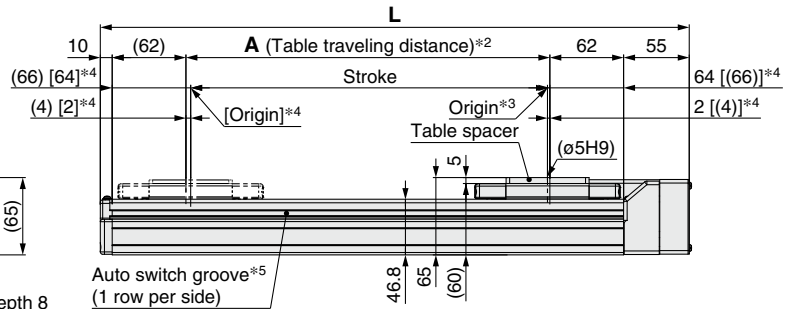 L
10
(62)
A (Table traveling distance)*2
62
55
(66) [64]*4
Stroke
64 [(66)]*4
(4) [2]*4
[Origin]*4
Origin*3
2 [(4)]*4
Table spacer
5
(ø5H9)
(65)
Auto switch groove*5
(1 row per side)
46.8
65
(60)
epth 8